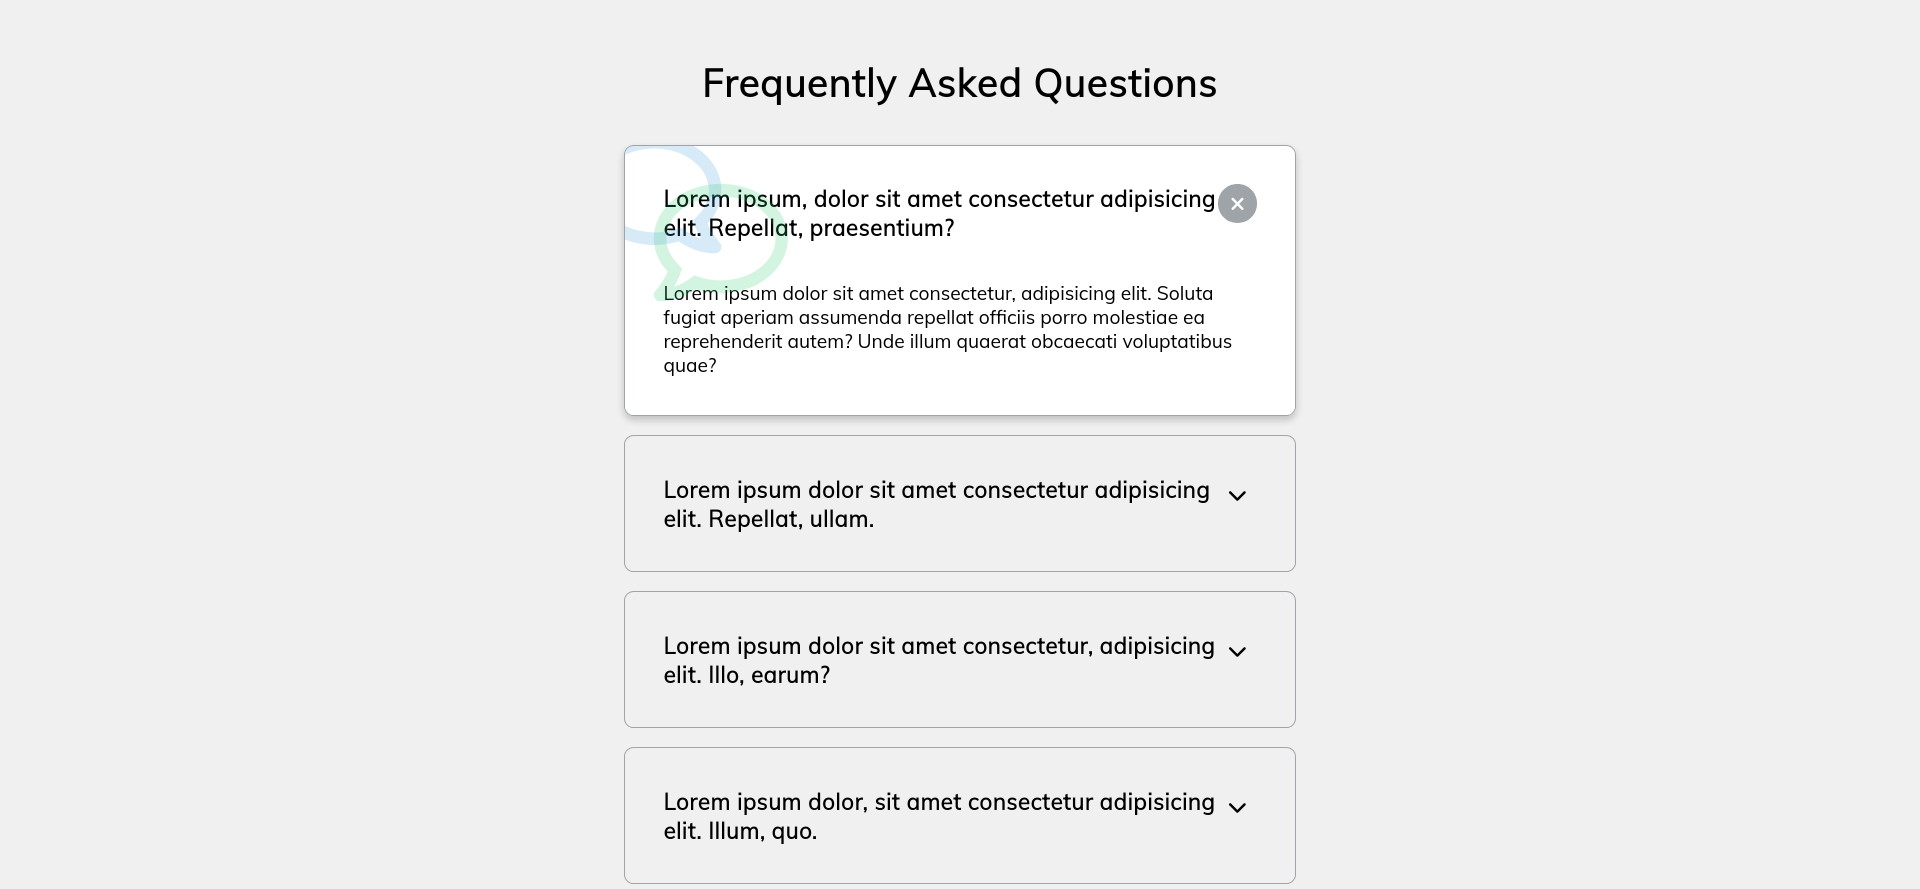 Frequently Asked Questions
Lorem ipsum, dolor sit amet consectetur adipisicing
elit. Repellat, praesentium?
Lorem ipsum dolor sit amet consectetur, adipisicing elit. Soluta
fugiat aperiam assumenda repellat officiis porro molestiae ea
reprehenderit autem? Unde illum quaerat obcaecati voluptatibus
quae?
Lorem ipsum dolor sit amet consectetur adipisicing
elit. Repellat, ullam.
Lorem ipsum dolor sit amet consectetur, adipisicing
elit. Illo, earum?
Lorem ipsum dolor, sit amet consectetur adipisicing
elit. Illum, quo.